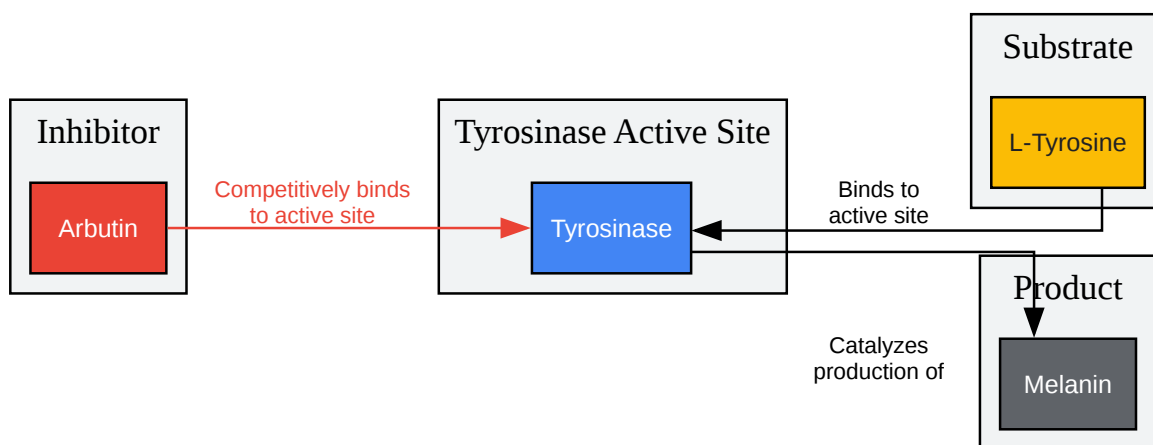 Substrate
L-Tyrosine
Inhibitor
Arbutin
Competitively binds
to active site
Tyrosinase Active Site
Tyrosinase
Binds to
active site
Product
Melanin
Catalyzes
production of